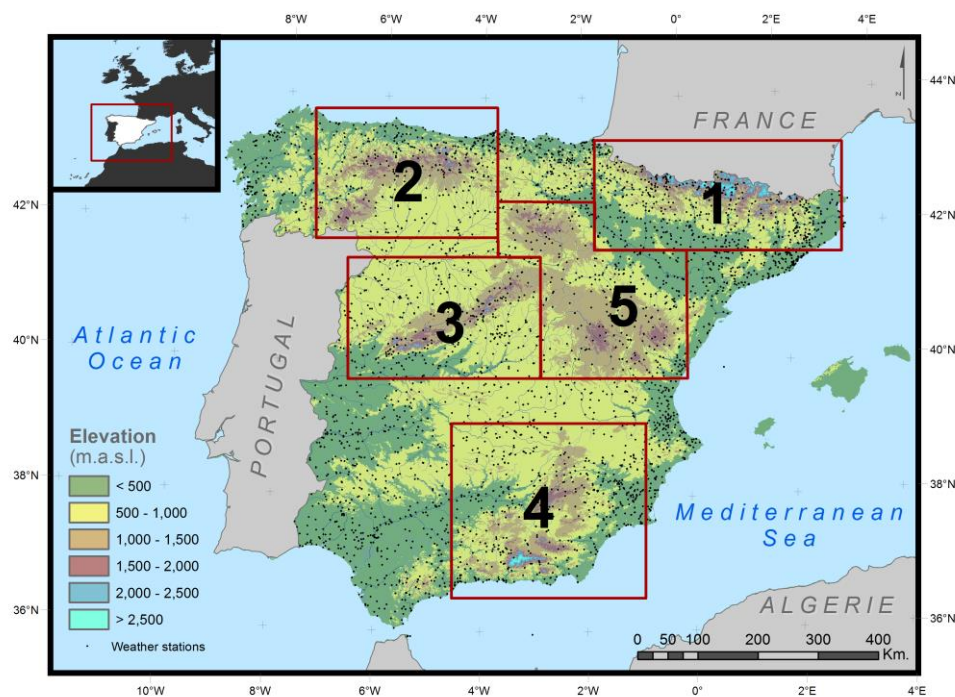 8°W 6°W 4°W 2°W 0° 2°E
44°N
FRANCE
z
42°N
42°N
1
2
3
5
4
Atlantic
Ocean
PORTUGAL
40°N
40°N
Elevation
(m.a.s.l.)
< 500
500 - 1,000
1,000 - 1,500
1,500 - 2,000
2,000 - 2,500
> 2,500
Weather stations
38°N
38°N
Mediterranean
Sea
36°N
36°N
ALGERIE
0 50 100 200 300 400
Km.
10°W 8°W 6°W 4°W 2°W 0° 2°E 4°E